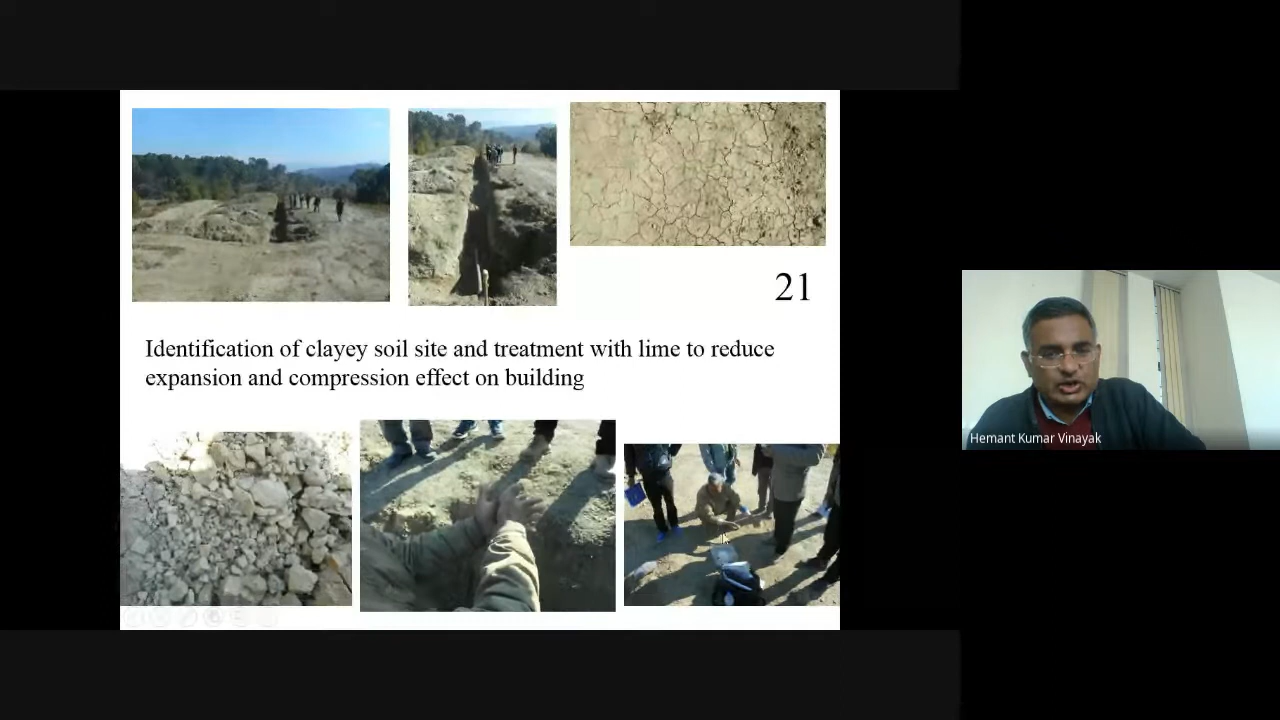 21
Identification of clayey soil site and treatment with lime to reduce
expansion and compression effect on building
Hemant Kumar Vinayak